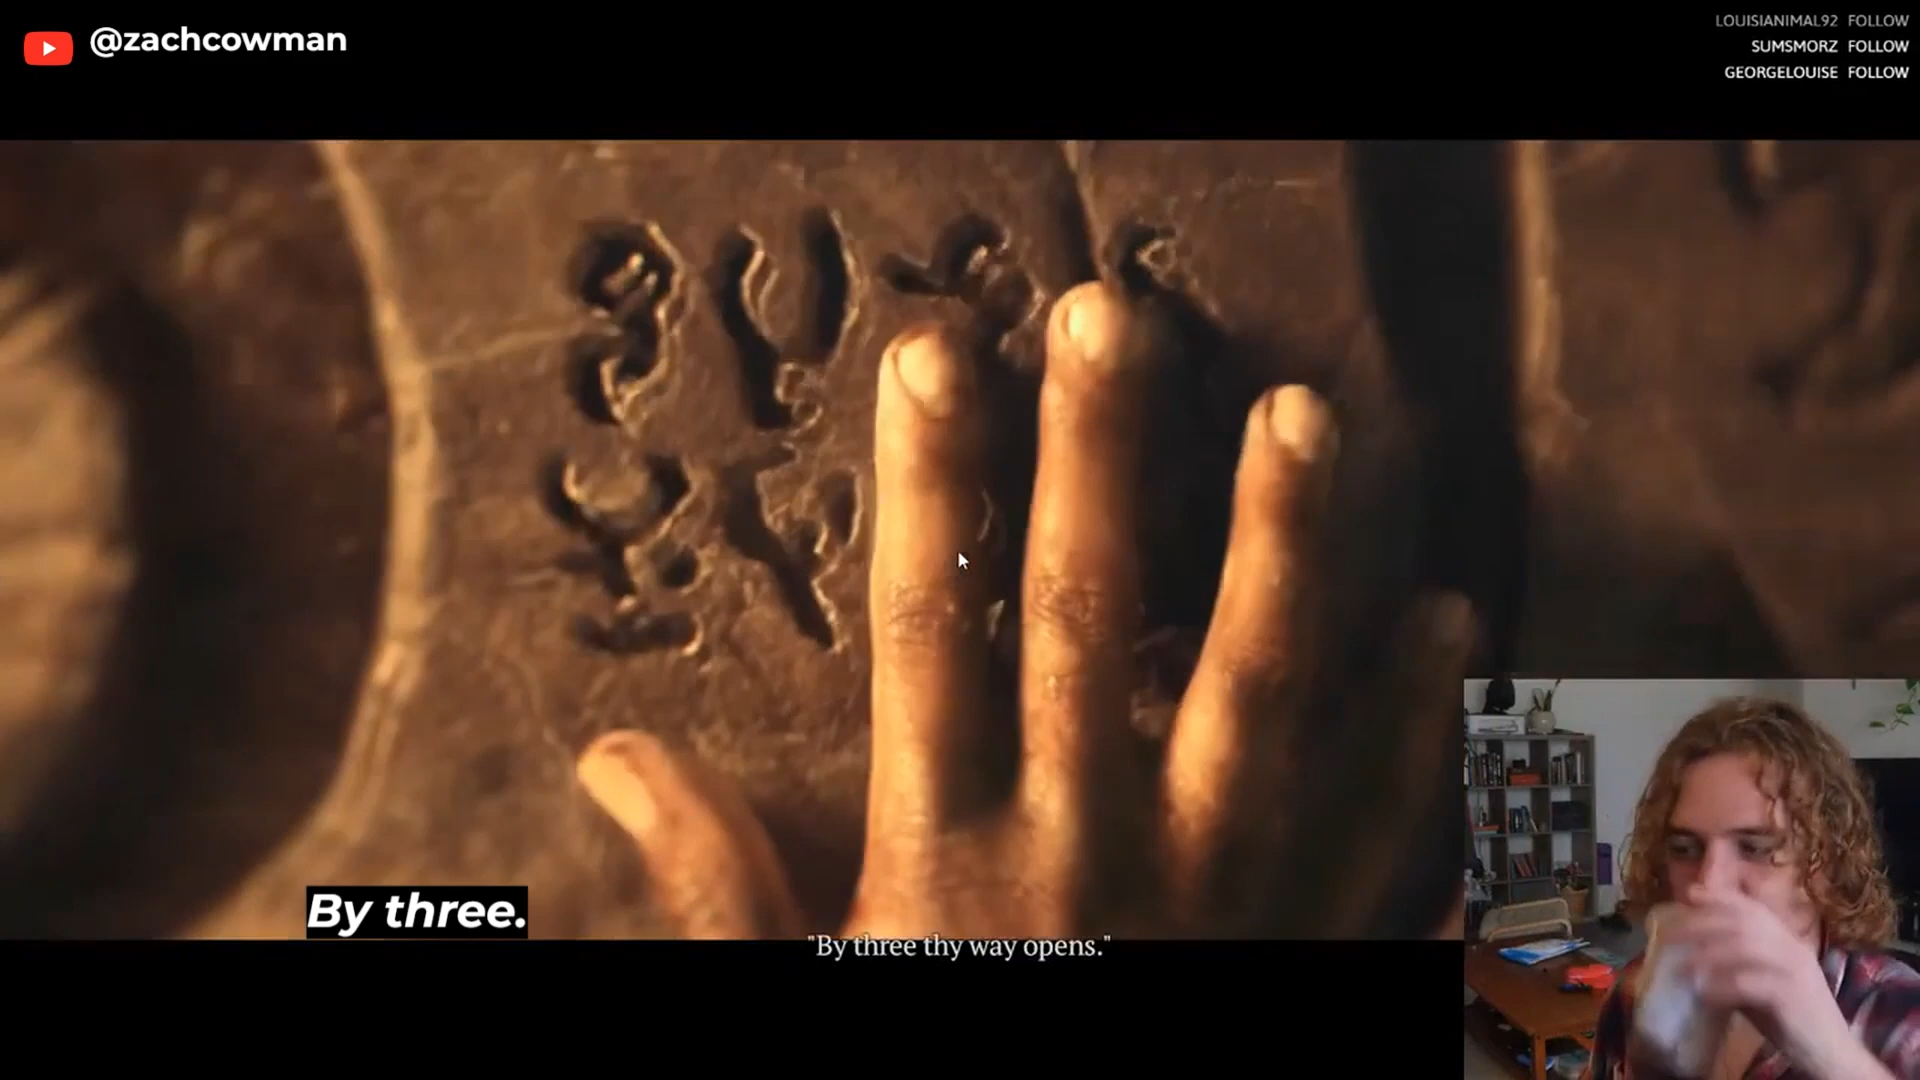 @zachcowman
LOUISIANIMAL92 FOLLOW
SUMSMORZ FOLLOW
GEORGELOUISE FOLLOW
By three.
"By three thy way opens."